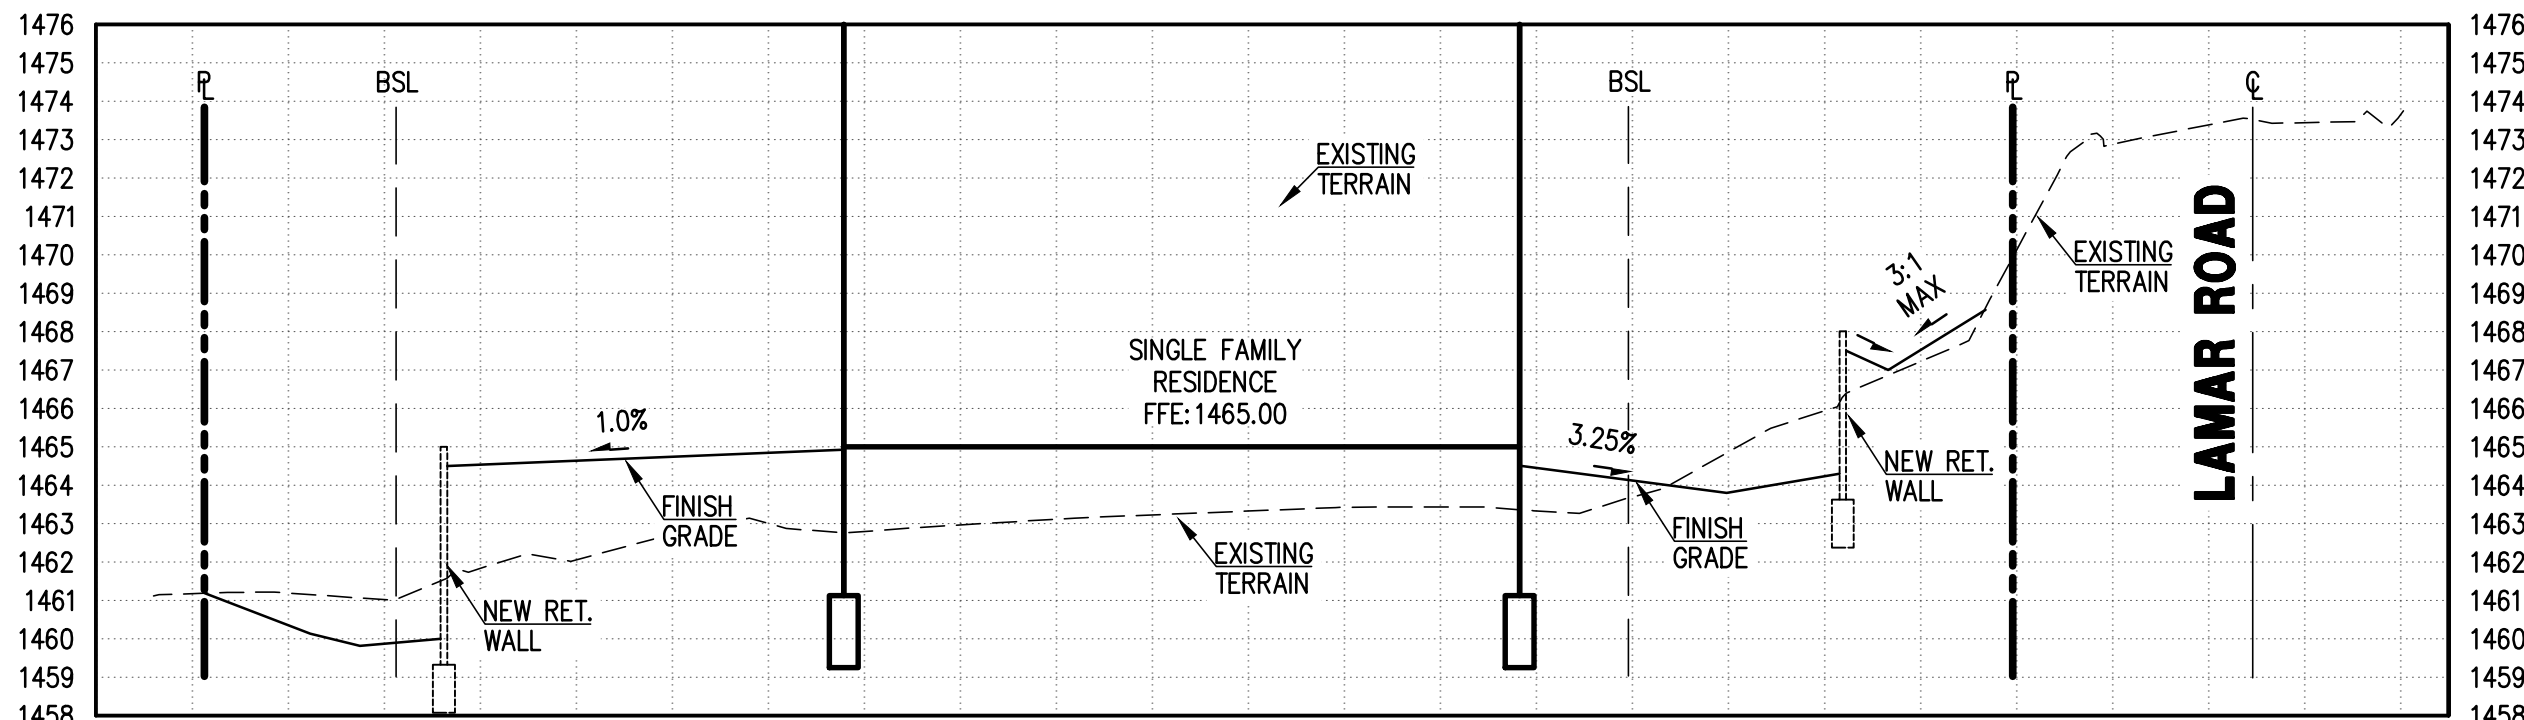 1476
1475
1474
1473
1472
1471
1470
1469
1468
1467
1466
1465
1464
1463
1462
1461
1460
1459
1458
PL
BSL
1.0%
FINISH
GRADE
NEW RET.
WALL
EXISTING
TERRAIN
SINGLE FAMILY
RESIDENCE
FFE:1465.00
EXISTING
TERRAIN
BSL
3.25%
FINISH
GRADE
3:1
MAX
NEW RET.
WALL
PL
EXISTING
TERRAIN
LAMAR ROAD
CL
1476
1475
1474
1473
1472
1471
1470
1469
1468
1467
1466
1465
1464
1463
1462
1461
1460
1459
1458